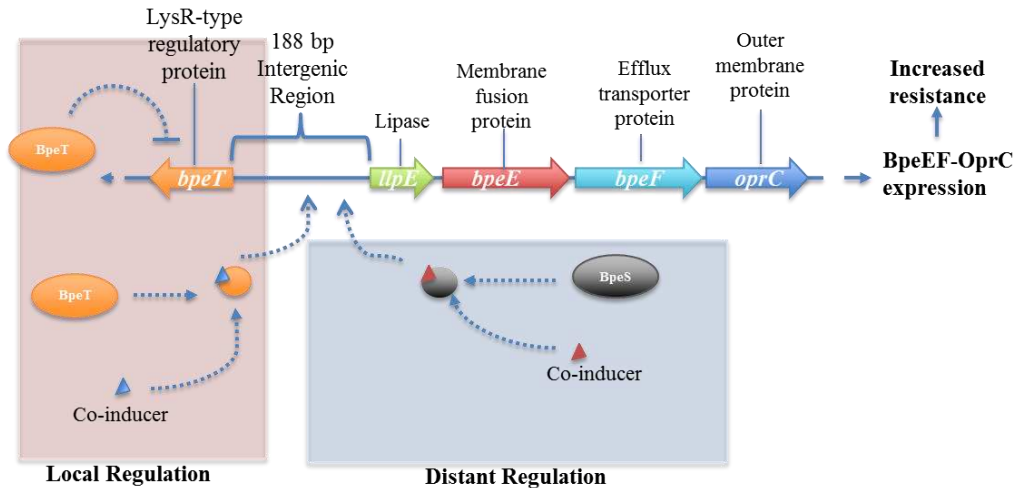 LysR-type
regulatory
protein
188 bp
Intergenic
Region
Lipase
Membrane
fusion
protein
Efflux
transporter
protein
Outer
membrane
protein
Increased
resistance
BpeT
bpeT
llpE
bpeE
bpeF
oprC
BpeEF-OprC
expression
BpeT
BpeS
Co-inducer
Co-inducer
Local Regulation
Distant Regulation